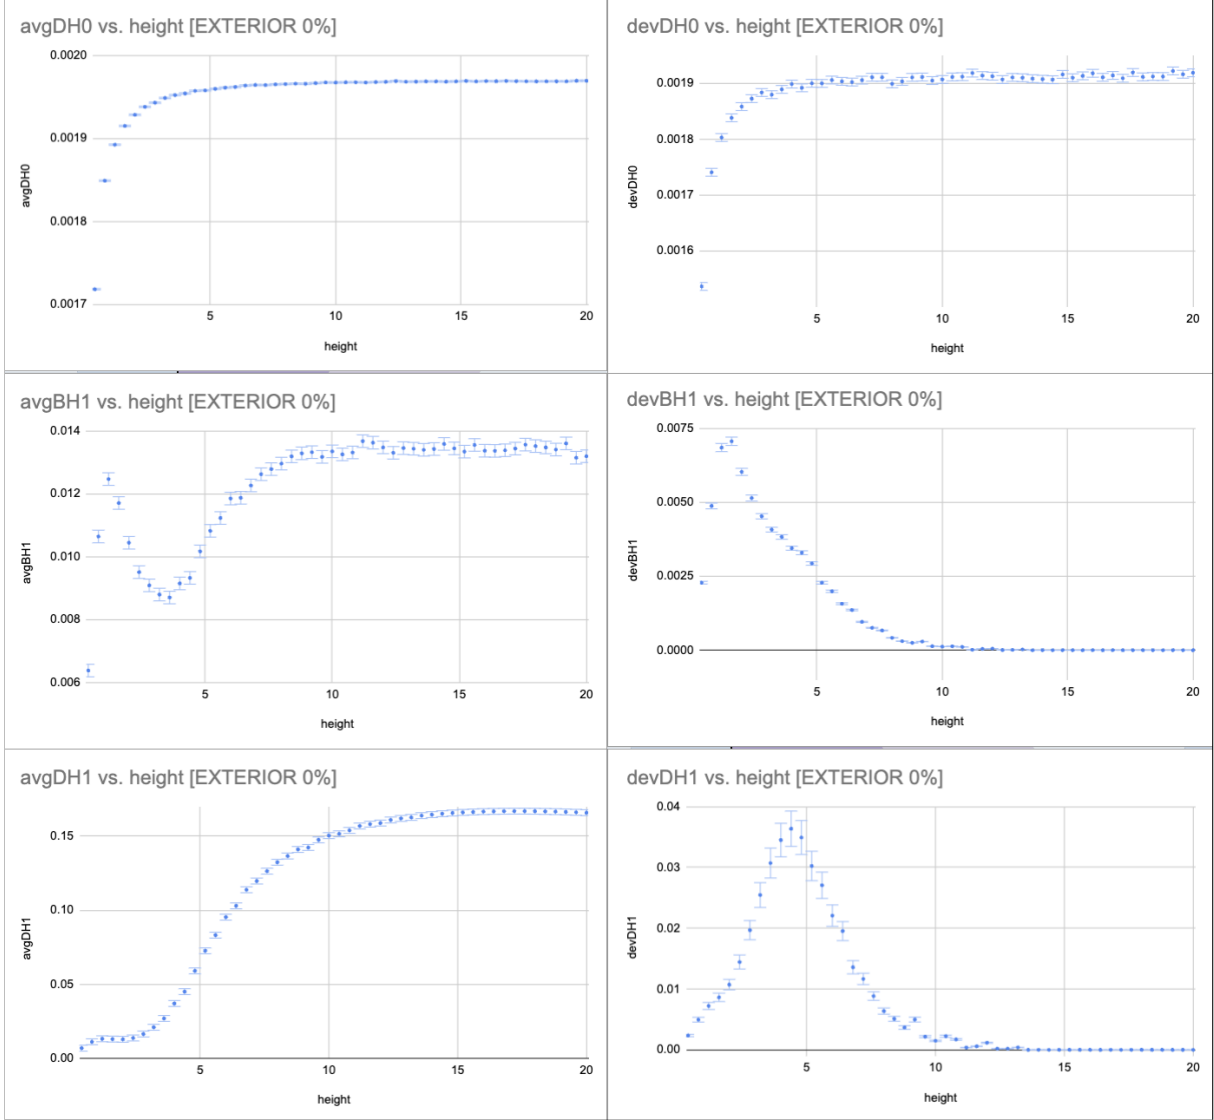 avgDH0 vs. height [EXTERIOR 0%]
0.0020
0.0019
0.0018
0.0017
avgDH0
5 10 15 20
height
devDH0 vs. height [EXTERIOR 0%]
0.0019
0.0018
0.0017
0.0016
devDH0
5 10 15 20
height
avgBH1 vs. height [EXTERIOR 0%]
0.014
0.012
0.010
0.008
0.006
avgBH1
5 10 15 20
height
devBH1 vs. height [EXTERIOR 0%]
0.0075
0.0050
0.0025
0.0000
devBH1
5 10 15 20
height
avgDH1 vs. height [EXTERIOR 0%]
0.15
0.10
0.05
0.00
avgDH1
5 10 15 20
height
devDH1 vs. height [EXTERIOR 0%]
0.04
0.03
0.02
0.01
0.00
devDH1
5 10 15 20
height